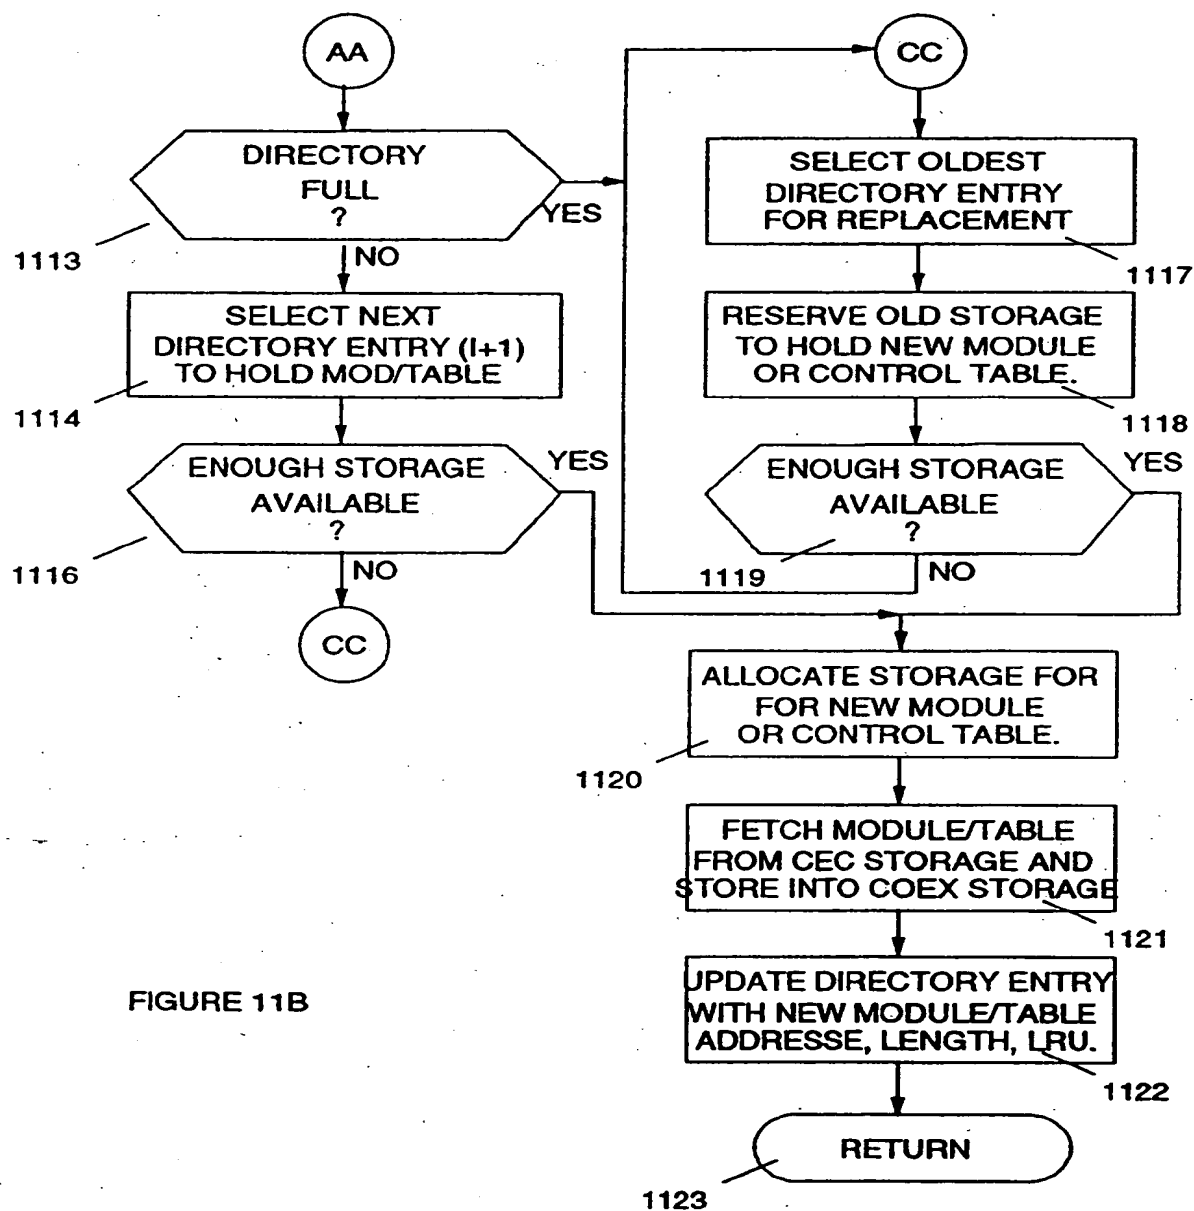 AA
DIRECTORY
FULL
?
YES
1113
NO
SELECT NEXT
DIRECTORY ENTRY (I+1)
TO HOLD MOD/TABLE
1114
ENOUGH STORAGE
AVAILABLE
?
YES
1116
NO
CC
CC
SELECT OLDEST
DIRECTORY ENTRY
FOR REPLACEMENT
1117
RESERVE OLD STORAGE
TO HOLD NEW MODULE
OR CONTROL TABLE.
1118
ENOUGH STORAGE
AVAILABLE
?
YES
1119
NO
ALLOCATE STORAGE FOR
FOR NEW MODULE
OR CONTROL TABLE.
1120
FETCH MODULE/TABLE
FROM CEC STORAGE AND
STORE INTO COEX STORAGE
1121
UPDATE DIRECTORY ENTRY
WITH NEW MODULE/TABLE
ADDRESSE, LENGTH, LRU.
1122
RETURN
1123
FIGURE 11B